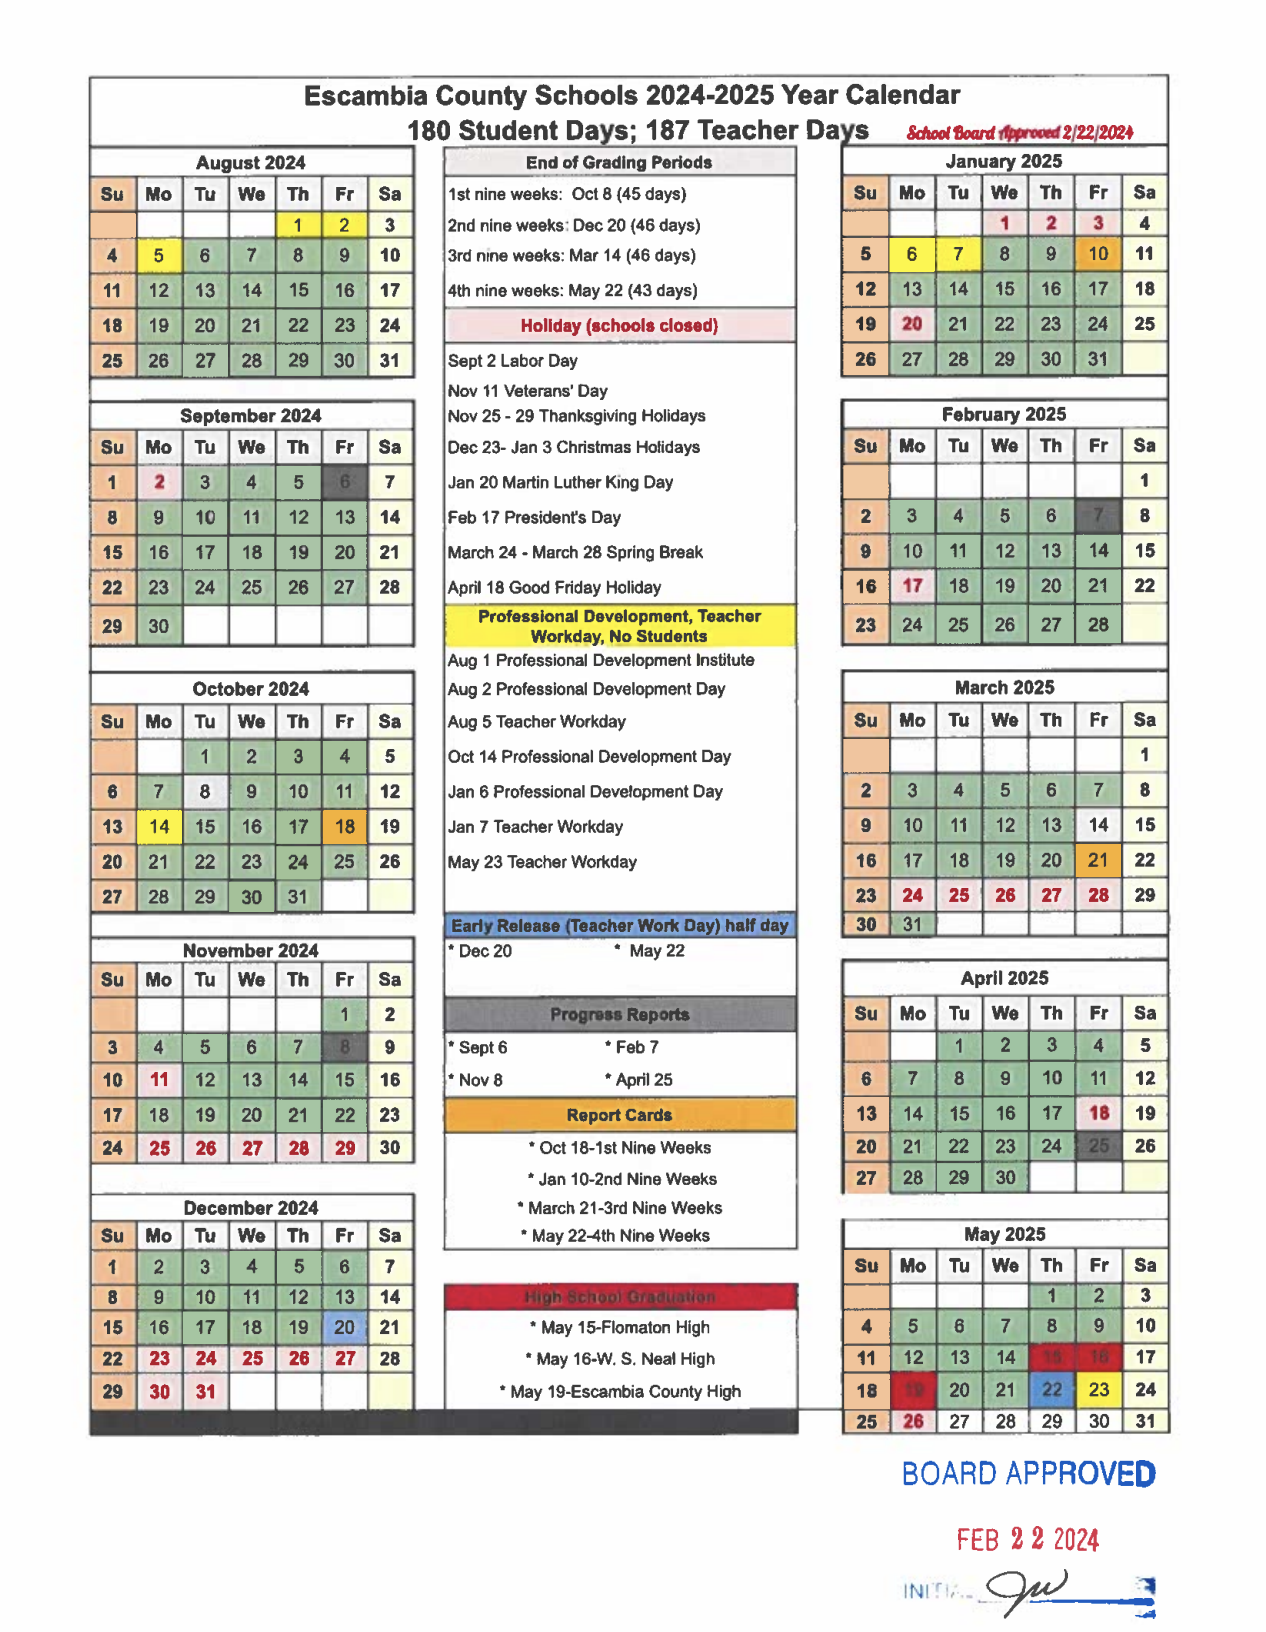 Escambia County Schools 2024-2025 Year Calendar
180 Student Days; 187 Teacher Days
School Board Approved 2/22/2024
August 2024
Su Mo Tu We Th Fr Sa
1 2 3
4 5 6 7 8 9 10
11 12 13 14 15 16 17
18 19 20 21 22 23 24
25 26 27 28 29 30 31
September 2024
Su Mo Tu We Th Fr Sa
1 2 3 4 5 6 7
8 9 10 11 12 13 14
15 16 17 18 19 20 21
22 23 24 25 26 27 28
29 30
October 2024
Su Mo Tu We Th Fr Sa
1 2 3 4 5
6 7 8 9 10 11 12
13 14 15 16 17 18 19
20 21 22 23 24 25 26
27 28 29 30 31
November 2024
Su Mo Tu We Th Fr Sa
1 2
3 4 5 6 7 8 9
10 11 12 13 14 15 16
17 18 19 20 21 22 23
24 25 26 27 28 29 30
December 2024
Su Mo Tu We Th Fr Sa
1 2 3 4 5 6 7
8 9 10 11 12 13 14
15 16 17 18 19 20 21
22 23 24 25 26 27 28
29 30 31
End of Grading Periods
1st nine weeks: Oct 8 (45 days)
2nd nine weeks: Dec 20 (46 days)
3rd nine weeks: Mar 14 (46 days)
4th nine weeks: May 22 (43 days)
Holiday (schools closed)
Sept 2 Labor Day
Nov 11 Veterans' Day
Nov 25 - 29 Thanksgiving Holidays
Dec 23- Jan 3 Christmas Holidays
Jan 20 Martin Luther King Day
Feb 17 President's Day
March 24 - March 28 Spring Break
April 18 Good Friday Holiday
Professional Development, Teacher
Workday, No Students
Aug 1 Professional Development Institute
Aug 2 Professional Development Day
Aug 5 Teacher Workday
Oct 14 Professional Development Day
Jan 6 Professional Development Day
Jan 7 Teacher Workday
May 23 Teacher Workday
Early Release (Teacher Work Day) half day
* Dec 20 * May 22
Progress Reports
* Sept 6 * Feb 7
* Nov 8 * April 25
Report Cards
* Oct 18-1st Nine Weeks
* Jan 10-2nd Nine Weeks
* March 21-3rd Nine Weeks
* May 22-4th Nine Weeks
High School Graduation
* May 15-Flomaton High
* May 16-W. S. Neal High
* May 19-Escambia County High
January 2025
Su Mo Tu We Th Fr Sa
1 2 3 4
5 6 7 8 9 10 11
12 13 14 15 16 17 18
19 20 21 22 23 24 25
26 27 28 29 30 31
February 2025
Su Mo Tu We Th Fr Sa
1
2 3 4 5 6 7 8
9 10 11 12 13 14 15
16 17 18 19 20 21 22
23 24 25 26 27 28
March 2025
Su Mo Tu We Th Fr Sa
1
2 3 4 5 6 7 8
9 10 11 12 13 14 15
16 17 18 19 20 21 22
23 24 25 26 27 28 29
30 31
April 2025
Su Mo Tu We Th Fr Sa
1 2 3 4 5
6 7 8 9 10 11 12
13 14 15 16 17 18 19
20 21 22 23 24 25 26
27 28 29 30
May 2025
Su Mo Tu We Th Fr Sa
1 2 3
4 5 6 7 8 9 10
11 12 13 14 15 16 17
18 19 20 21 22 23 24
25 26 27 28 29 30 31
BOARD APPROVED
FEB 22 2024